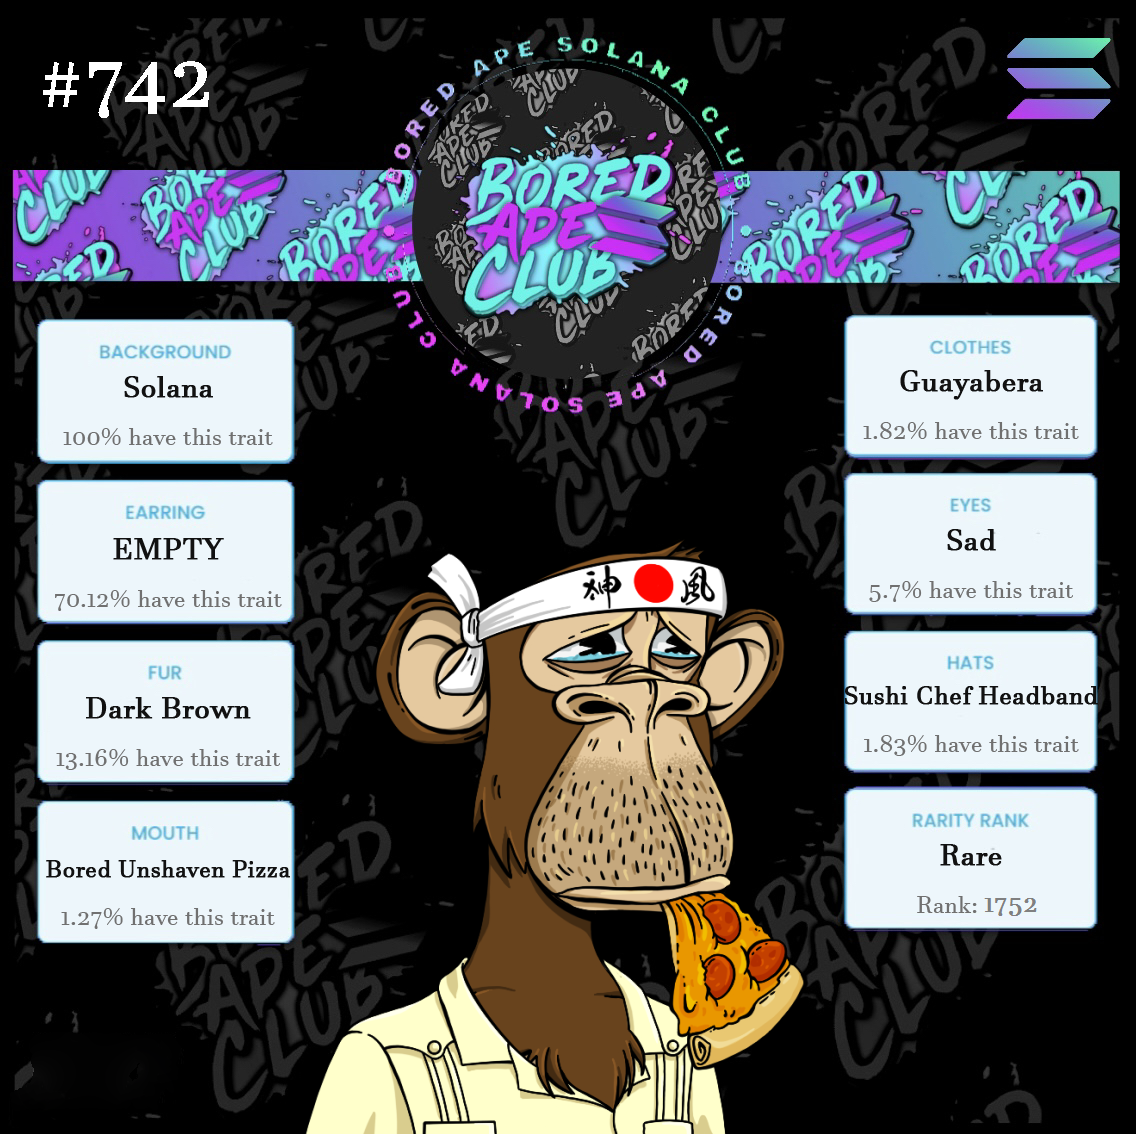 #742
BORED APE SOLANA CLUB
BORED APE SOLANA CLUB
BORED
APE
CLUB
BACKGROUND
Solana
100% have this trait
EARRING
EMPTY
70.12% have this trait
FUR
Dark Brown
13.16% have this trait
MOUTH
Bored Unshaven Pizza
1.27% have this trait
CLOTHES
Guayabera
1.82% have this trait
EYES
Sad
5.7% have this trait
HATS
Sushi Chef Headband
1.83% have this trait
RARITY RANK
Rare
Rank: 1752
神 風